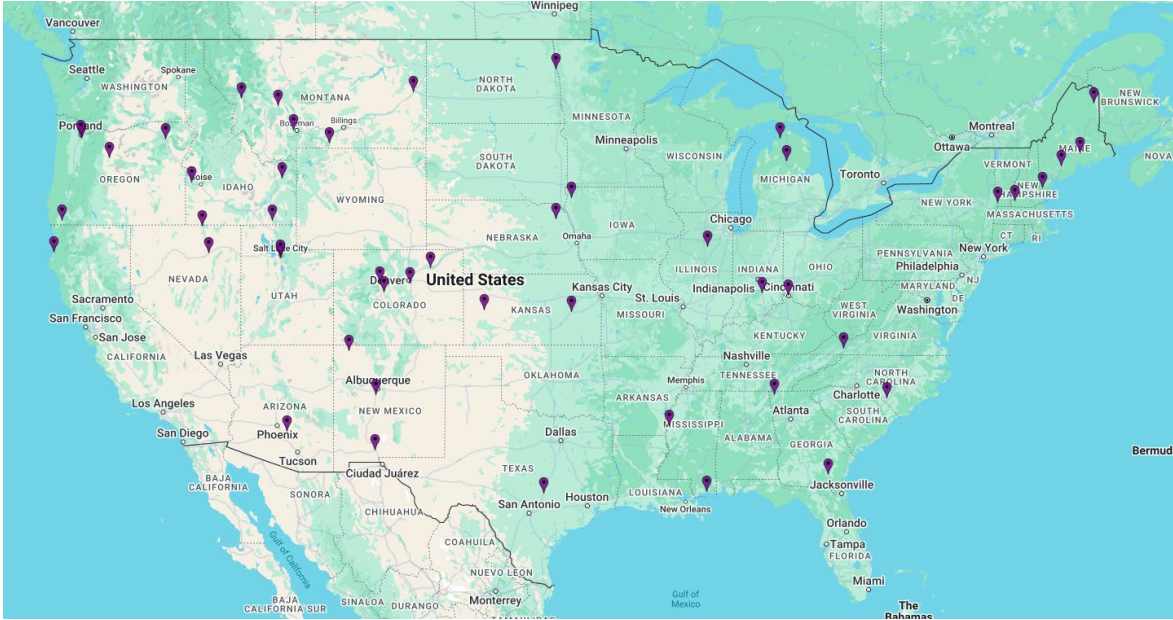 Winnipeg
Vancouver
Seattle
Spokane
WASHINGTON
NORTH
DAKOTA
MONTANA
NEW
BRUNSWICK
Portland
Billings
MINNESOTA
Montreal
Ottawa
MAINE
Minneapolis
WISCONSIN
VERMONT
NOVA
OREGON
IDAHO
SOUTH
DAKOTA
MICHIGAN
Toronto
NEW
HAMPSHIRE
WYOMING
NEW YORK
MASSACHUSETTS
IOWA
Chicago
CT
RI
NEBRASKA
Omaha
Salt Lake City
New York
PENNSYLVANIA
Philadelphia
NEVADA
UTAH
Denver
United States
ILLINOIS
INDIANA
OHIO
NJ
MARYLAND
DE
Indianapolis
Cincinnati
Kansas City
St. Louis
Sacramento
COLORADO
KANSAS
MISSOURI
WEST
VIRGINIA
Washington
San Francisco
San Jose
KENTUCKY
VIRGINIA
CALIFORNIA
Las Vegas
Nashville
TENNESSEE
OKLAHOMA
Albuquerque
NORTH
CAROLINA
Memphis
ARKANSAS
Charlotte
Los Angeles
ARIZONA
NEW MEXICO
Atlanta
SOUTH
CAROLINA
Phoenix
San Diego
MISSISSIPPI
Dallas
ALABAMA
GEORGIA
Tucson
Bermud
Ciudad Juárez
TEXAS
BAJA
CALIFORNIA
SONORA
Jacksonville
San Antonio
Houston
LOUISIANA
New Orleans
CHIHUAHUA
Orlando
Tampa
FLORIDA
Gulf of California
COAHUILA
NUEVO LEON
Miami
Gulf of
Mexico
BAJA
CALIFORNIA SUR
SINALOA
DURANGO
Monterrey
The
Bahamas
TAMAULIPAS